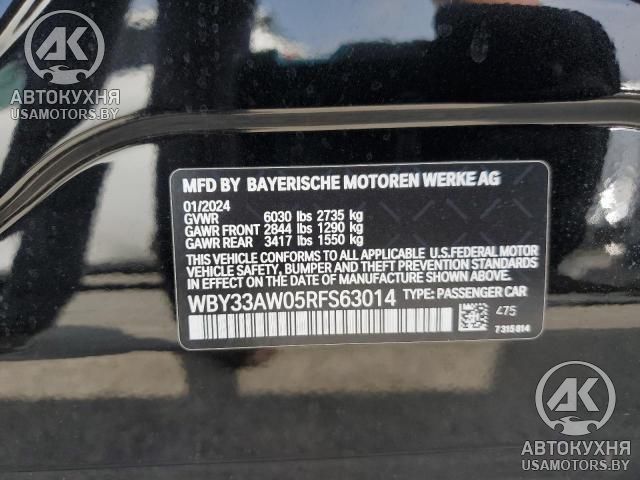 AK
АВТОКУХНЯ
USAMOTORS.BY
MFD BY BAYERISCHE MOTOREN WERKE AG
01/2024
GVWR 6030 lbs 2735 kg
GAWR FRONT 2844 lbs 1290 kg
GAWR REAR 3417 lbs 1550 kg
THIS VEHICLE CONFORMS TO ALL APPLICABLE U.S.FEDERAL MOTOR
VEHICLE SAFETY, BUMPER, AND THEFT PREVENTION STANDARDS
IN EFFECT ON THE DATE OF MANUFACTURE SHOWN ABOVE.
WBY33AW05RFS63014 TYPE: PASSENGER CAR
475
7315814
AK
АВТОКУХНЯ
USAMOTORS.BY